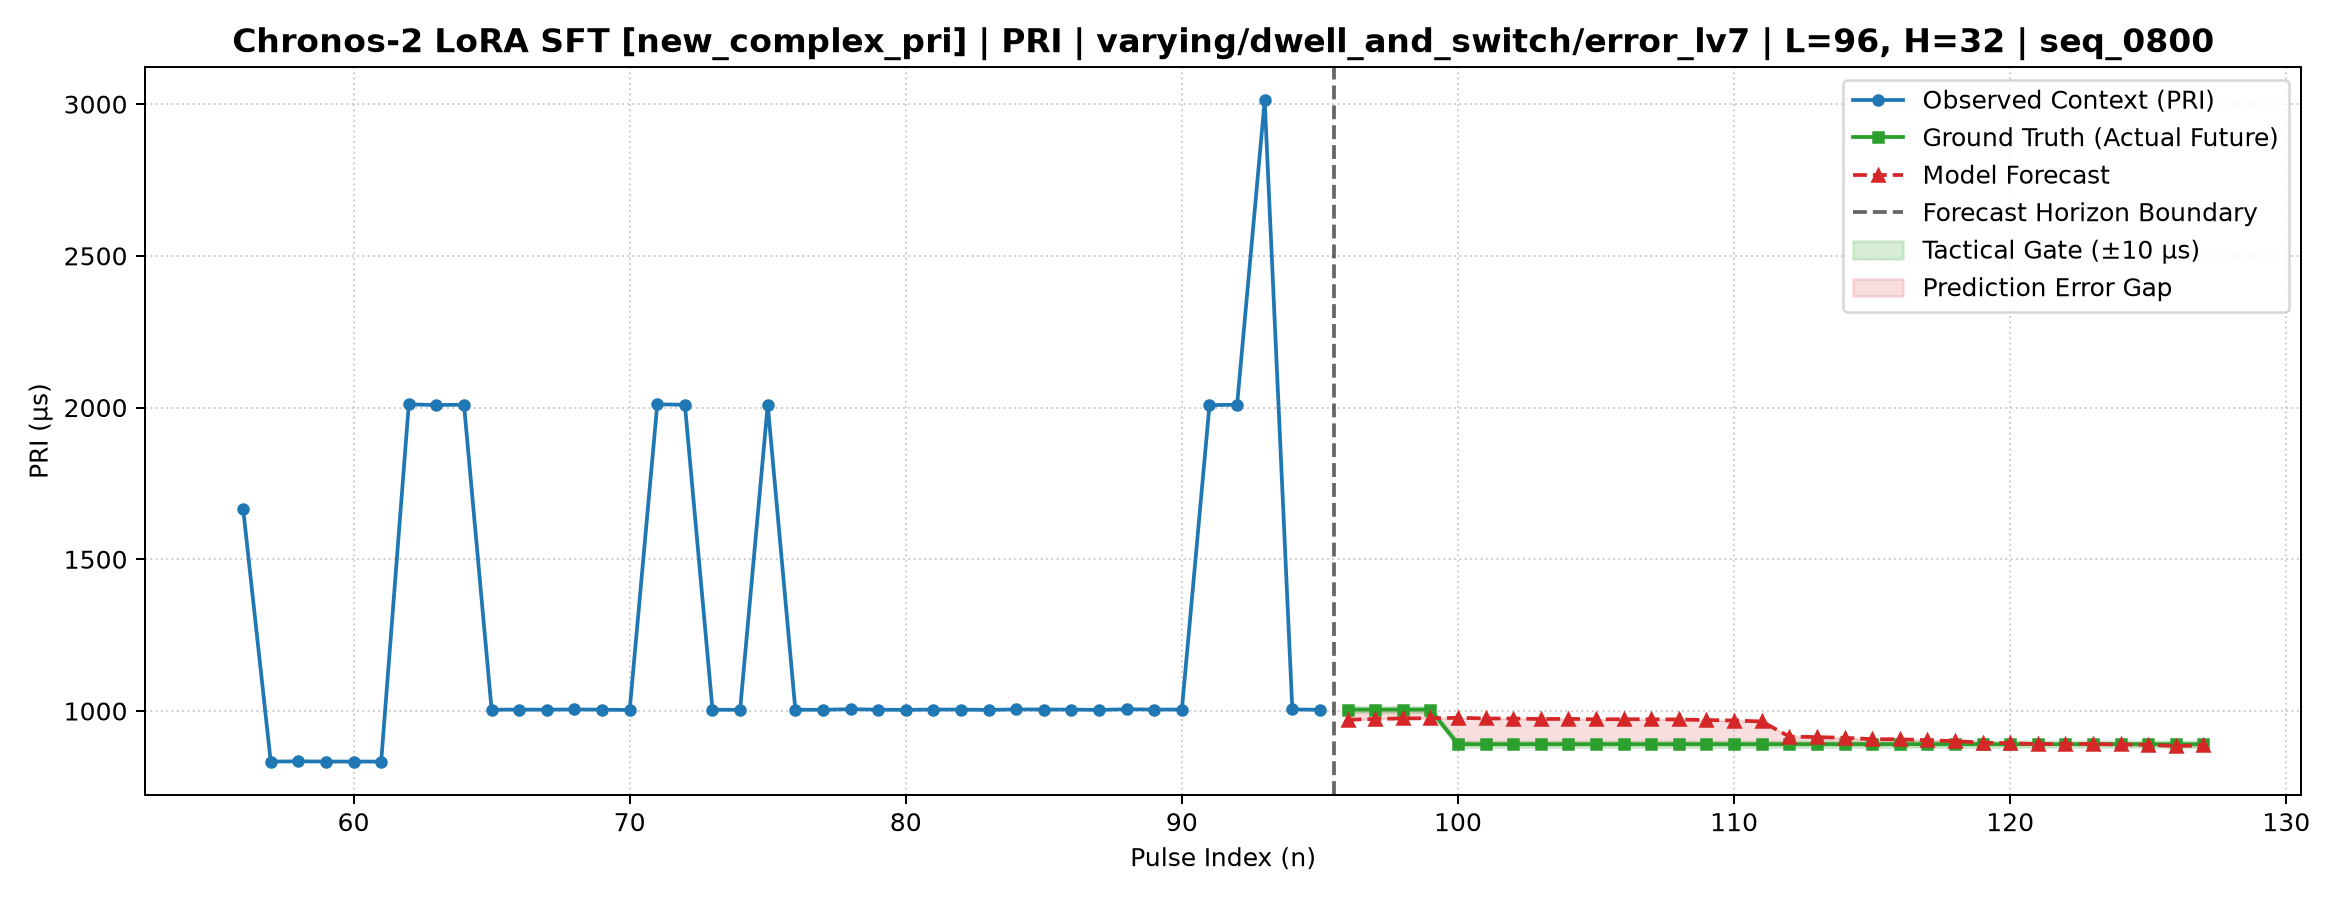 Chronos-2 LoRA SFT [new_complex_pri] | PRI | varying/dwell_and_switch/error_lv7 | L=96, H=32 | seq_0800
Observed Context (PRI)
Ground Truth (Actual Future)
Model Forecast
Forecast Horizon Boundary
Tactical Gate (±10 µs)
Prediction Error Gap
PRI (µs)
3000
2500
2000
1500
1000
60
70
80
90
100
110
120
130
Pulse Index (n)